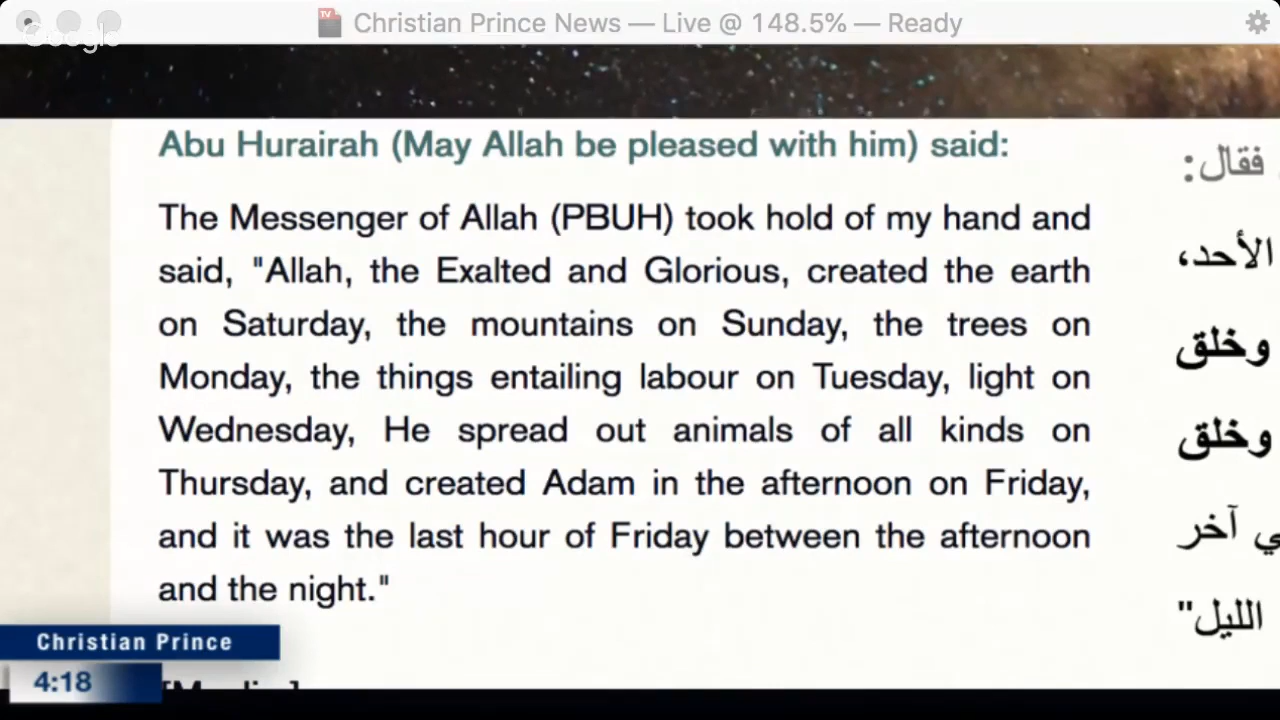 Christian Prince News — Live @ 148.5% — Ready
Google
Abu Hurairah (May Allah be pleased with him) said:
The Messenger of Allah (PBUH) took hold of my hand and
said, "Allah, the Exalted and Glorious, created the earth
on Saturday, the mountains on Sunday, the trees on
Monday, the things entailing labour on Tuesday, light on
Wednesday, He spread out animals of all kinds on
Thursday, and created Adam in the afternoon on Friday,
and it was the last hour of Friday between the afternoon
and the night."
فقال:
الأحد،
وخلق
وخلق
آخر
الليل"
Christian Prince
4:18